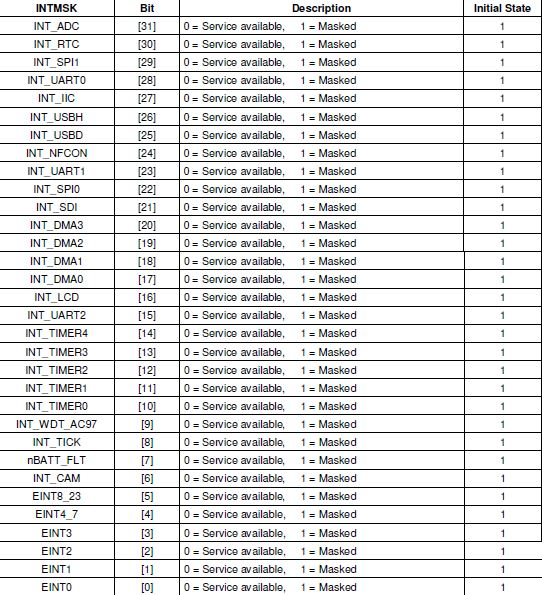 INTMSK Bit Description Initial State
INT_ADC [31] 0 = Service available, 1 = Masked 1
INT_RTC [30] 0 = Service available, 1 = Masked 1
INT_SPI1 [29] 0 = Service available, 1 = Masked 1
INT_UART0 [28] 0 = Service available, 1 = Masked 1
INT_IIC [27] 0 = Service available, 1 = Masked 1
INT_USBH [26] 0 = Service available, 1 = Masked 1
INT_USBD [25] 0 = Service available, 1 = Masked 1
INT_NFCON [24] 0 = Service available, 1 = Masked 1
INT_UART1 [23] 0 = Service available, 1 = Masked 1
INT_SPI0 [22] 0 = Service available, 1 = Masked 1
INT_SDI [21] 0 = Service available, 1 = Masked 1
INT_DMA3 [20] 0 = Service available, 1 = Masked 1
INT_DMA2 [19] 0 = Service available, 1 = Masked 1
INT_DMA1 [18] 0 = Service available, 1 = Masked 1
INT_DMA0 [17] 0 = Service available, 1 = Masked 1
INT_LCD [16] 0 = Service available, 1 = Masked 1
INT_UART2 [15] 0 = Service available, 1 = Masked 1
INT_TIMER4 [14] 0 = Service available, 1 = Masked 1
INT_TIMER3 [13] 0 = Service available, 1 = Masked 1
INT_TIMER2 [12] 0 = Service available, 1 = Masked 1
INT_TIMER1 [11] 0 = Service available, 1 = Masked 1
INT_TIMER0 [10] 0 = Service available, 1 = Masked 1
INT_WDT_AC97 [9] 0 = Service available, 1 = Masked 1
INT_TICK [8] 0 = Service available, 1 = Masked 1
nBATT_FLT [7] 0 = Service available, 1 = Masked 1
INT_CAM [6] 0 = Service available, 1 = Masked 1
EINT8_23 [5] 0 = Service available, 1 = Masked 1
EINT4_7 [4] 0 = Service available, 1 = Masked 1
EINT3 [3] 0 = Service available, 1 = Masked 1
EINT2 [2] 0 = Service available, 1 = Masked 1
EINT1 [1] 0 = Service available, 1 = Masked 1
EINT0 [0] 0 = Service available, 1 = Masked 1